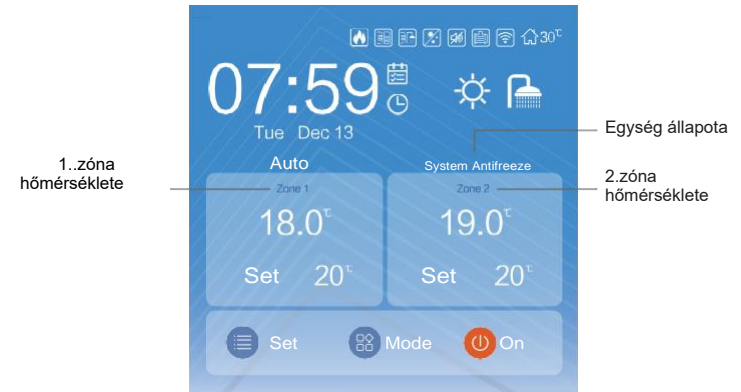 30℃
07:59
Tue Dec 13
Egység állapota
1..zóna
hőmérséklete
Auto
System Antifreeze
2.zóna
hőmérséklete
Zone 1
Zone 2
18.0℃
19.0℃
Set 20℃
Set 20℃
Set
Mode
On